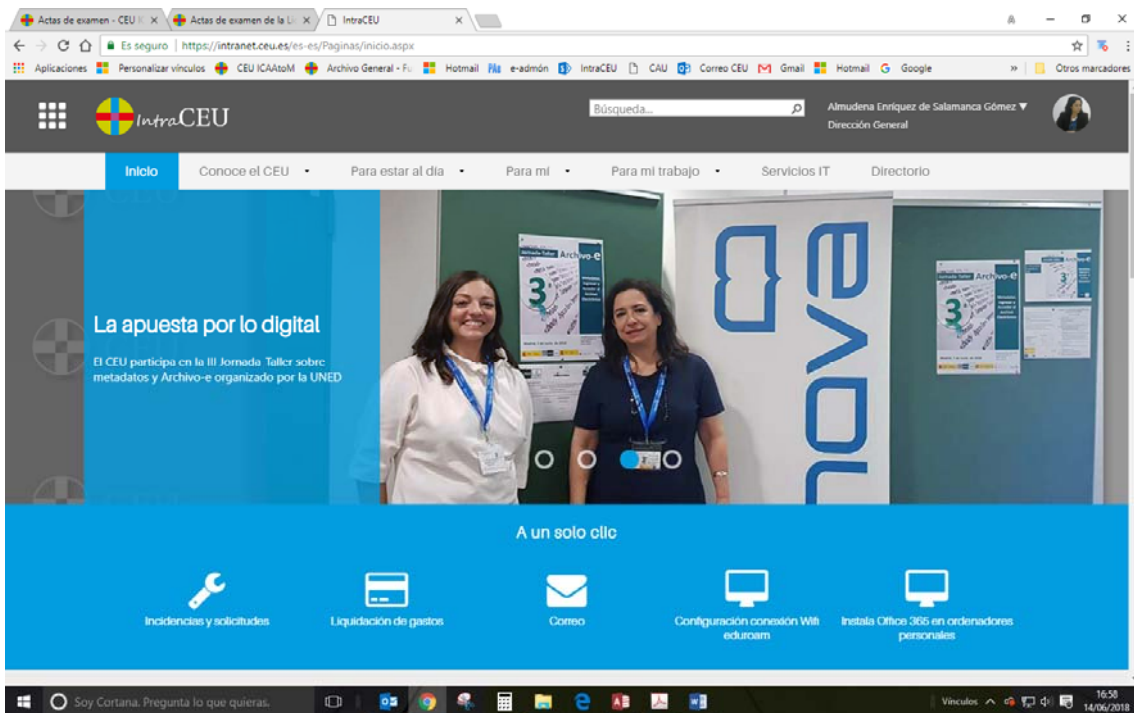 Actas de examen - CEU IC
Actas de examen de la Li
IntraCEU
Es seguro | https://intranet.ceu.es/es-es/Paginas/inicio.aspx
Aplicaciones Personalizar vínculos CEU ICAAtoM Archivo General - Fu Hotmail e-admón IntraCEU CAU Correo CEU Gmail Hotmail Google » Otros marcadores
IntraCEU
Búsqueda...
Almudena Enríquez de Salamanca Gómez
Dirección General
Inicio Conoce el CEU Para estar al día Para mí Para mi trabajo Servicios IT Directorio
La apuesta por lo digital
El CEU participa en la III Jornada Taller sobre
metadatos y Archivo-e organizado por la UNED
Archivo-e
3
Archivo-e
3
A un solo clic
Incidencias y solicitudes
Liquidación de gastos
Correo
Configuración conexión Wifi
eduroam
Instala Office 365 en ordenadores
personales
Soy Cortana. Pregunta lo que quieras.
Vínculos
16:58
14/06/2018